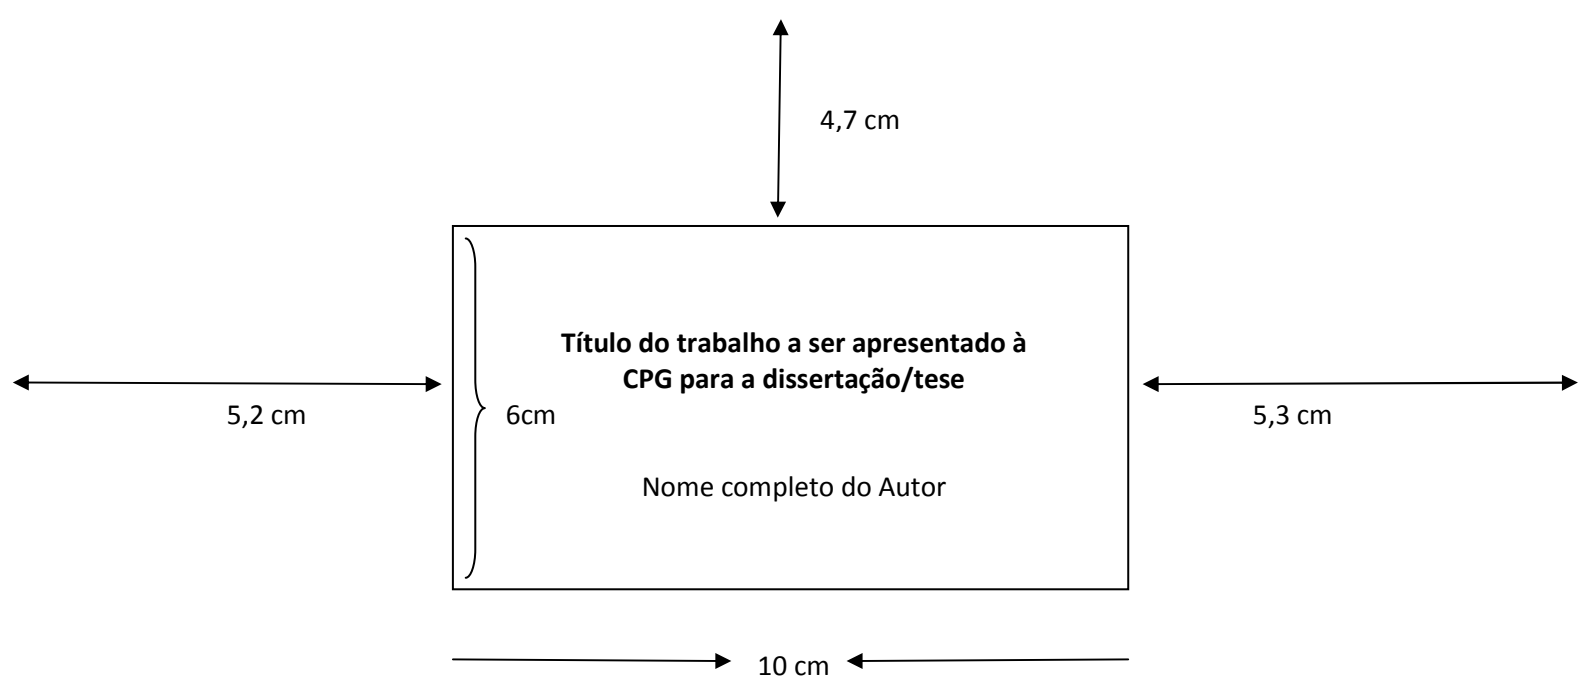 4,7 cm
Título do trabalho a ser apresentado à
CPG para a dissertação/tese
5,2 cm
6cm
5,3 cm
Nome completo do Autor
10 cm